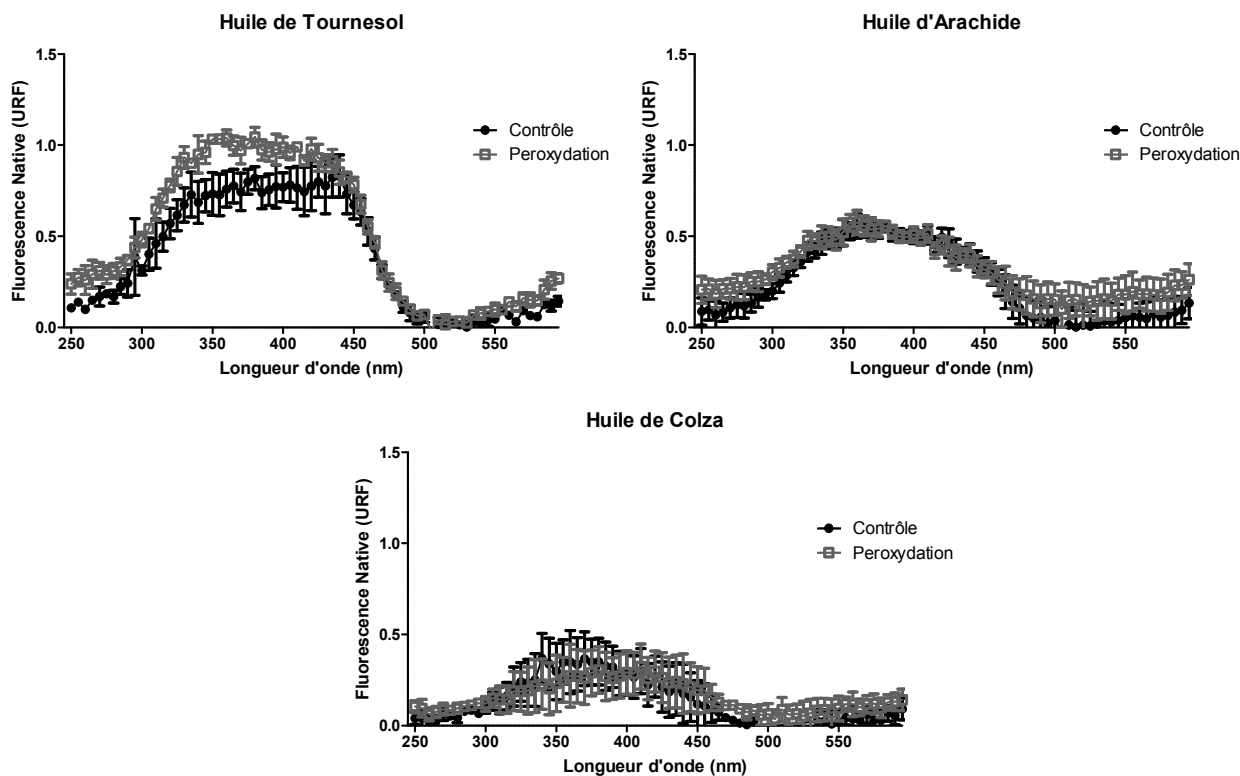 Huile de Tournesol
Fluorescence Native (URF)
1.5
1.0
0.5
0.0
250 300 350 400 450 500 550
Longueur d'onde (nm)
Contrôle
Peroxydation
Huile d'Arachide
Fluorescence Native (URF)
1.5
1.0
0.5
0.0
250 300 350 400 450 500 550
Longueur d'onde (nm)
Contrôle
Peroxydation
Huile de Colza
Fluorescence Native (URF)
1.5
1.0
0.5
0.0
250 300 350 400 450 500 550
Longueur d'onde (nm)
Contrôle
Peroxydation